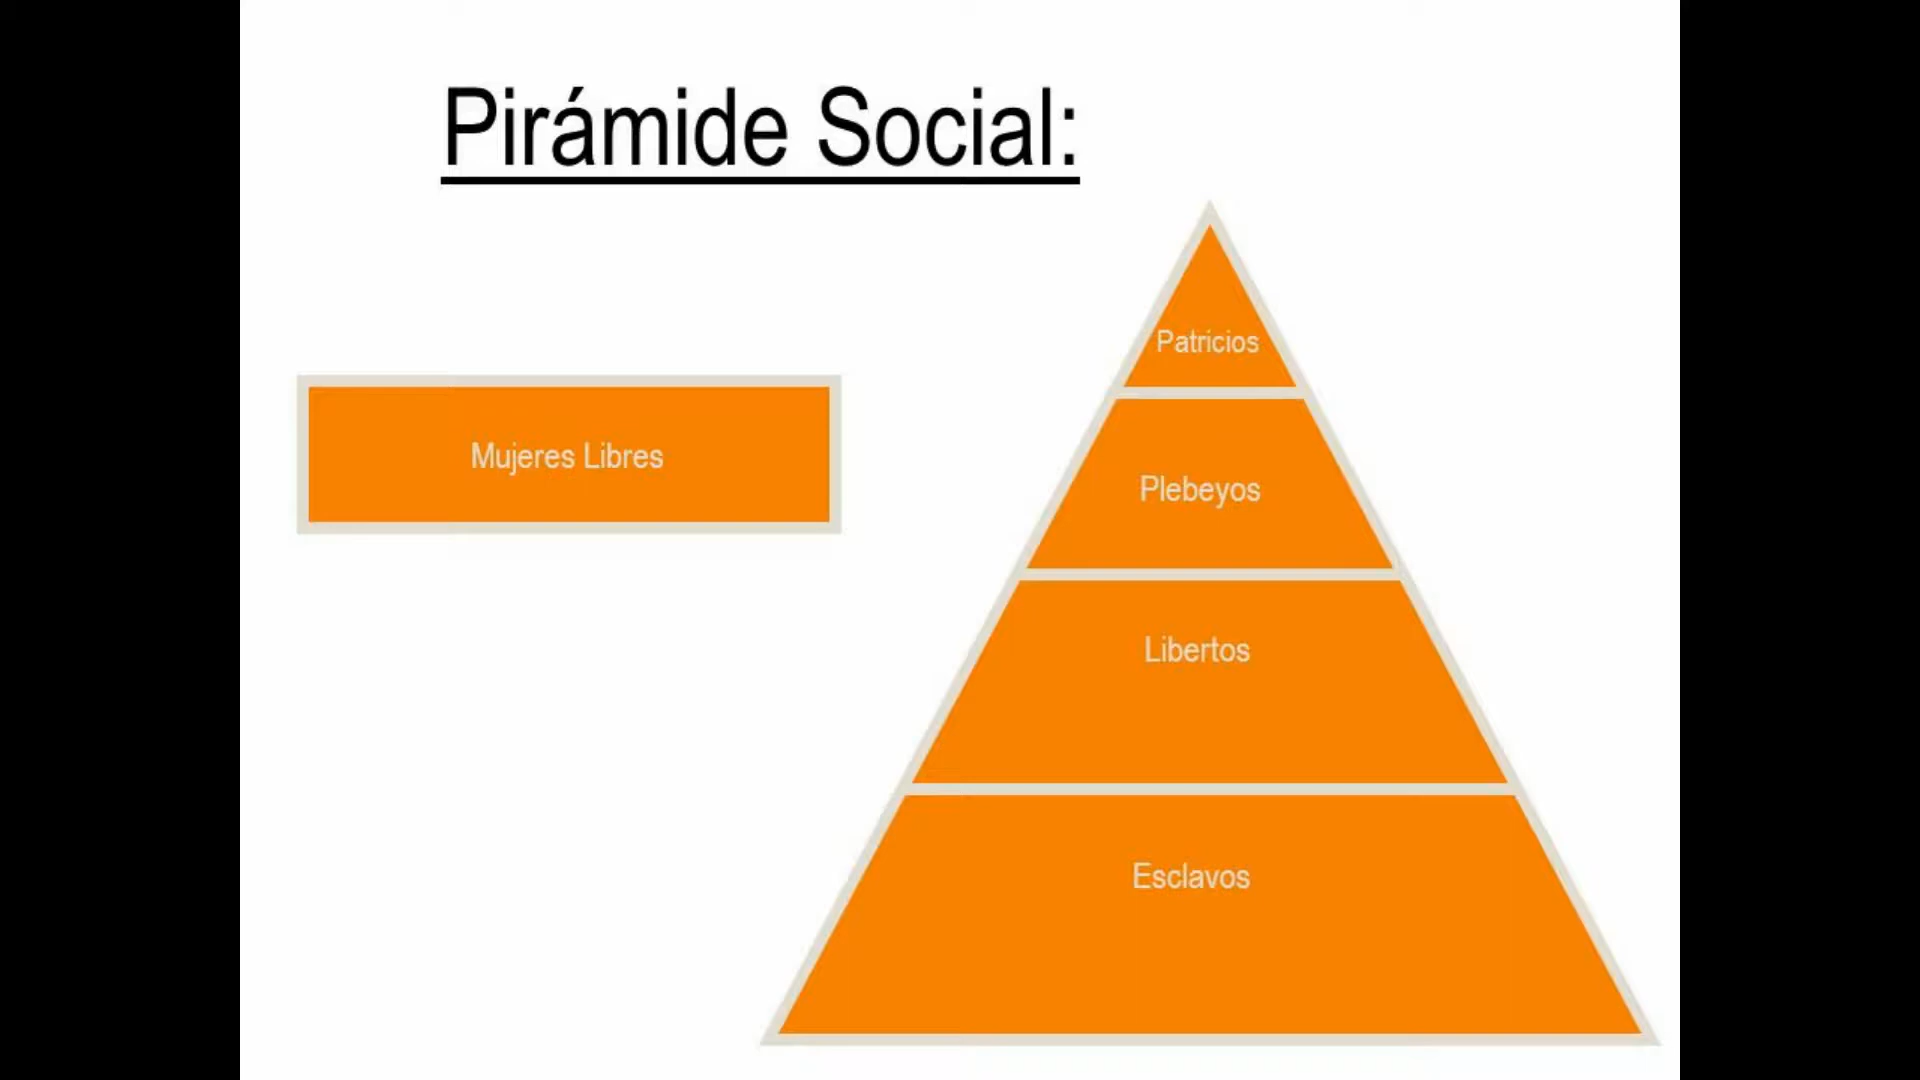 Pirámide Social:
Patricios
Mujeres Libres
Plebeyos
Libertos
Esclavos